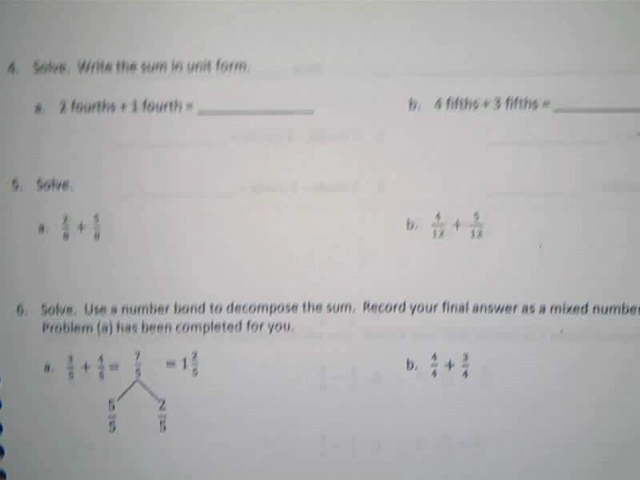 4. Solve. Write the sum in unit form.
a. 2 fourths + 1 fourth = ____________
b. 4 fifths + 3 fifths = ____________
5. Solve.
a. 2/8 + 5/8
b. 4/12 + 5/12
6. Solve. Use a number bond to decompose the sum. Record your final answer as a mixed number
Problem (a) has been completed for you.
a. 3/5 + 4/5 = 7/5 = 1 2/5
5/5 2/5
b. 4/4 + 3/4